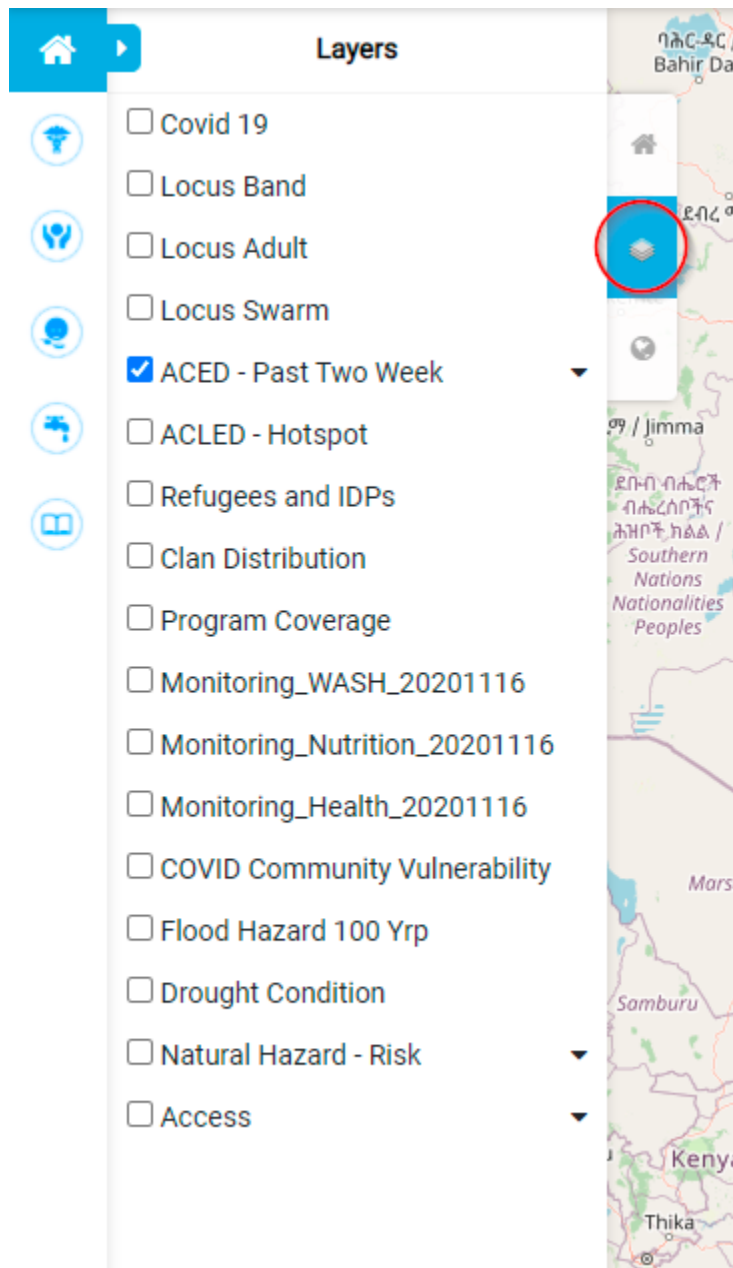 Layers
Covid 19
Locus Band
Locus Adult
Locus Swarm
ACED - Past Two Week
ACLED - Hotspot
Refugees and IDPs
Clan Distribution
Program Coverage
Monitoring_WASH_20201116
Monitoring_Nutrition_20201116
Monitoring_Health_20201116
COVID Community Vulnerability
Flood Hazard 100 Yrp
Drought Condition
Natural Hazard - Risk
Access
ባሕር-ዳር /
Bahir Da
ደብረ ማ
ማ / Jimma
ደቡብ ብሔሮች
ብሔረሰቦችና
ሕዝቦች ክልል /
Southern
Nations
Nationalities
Peoples
Mars
Samburu
Kenya
Thika